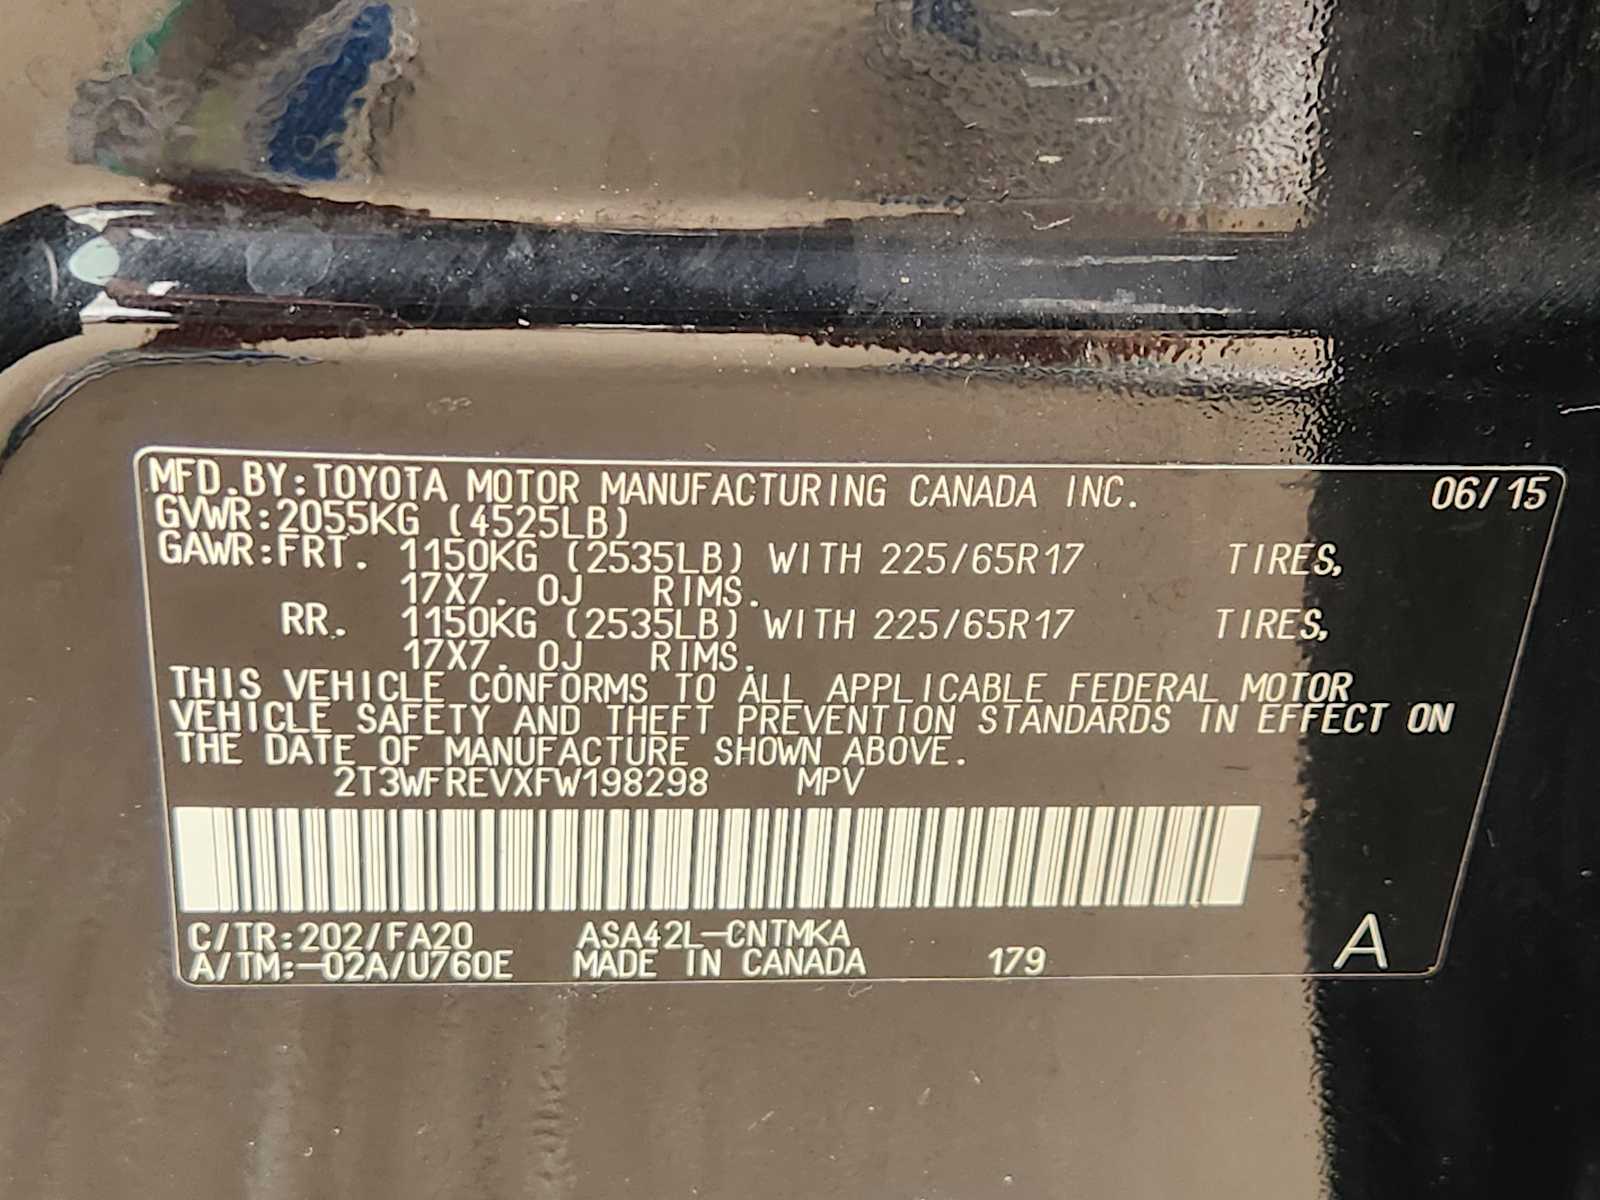 MFD.BY:TOYOTA MOTOR MANUFACTURING CANADA INC. 06/15
GVWR:2055KG (4525LB)
GAWR:FRT. 1150KG (2535LB) WITH 225/65R17 TIRES,
17X7. 0J RIMS.
RR. 1150KG (2535LB) WITH 225/65R17 TIRES,
17X7. 0J RIMS.
THIS VEHICLE CONFORMS TO ALL APPLICABLE FEDERAL MOTOR
VEHICLE SAFETY AND THEFT PREVENTION STANDARDS IN EFFECT ON
THE DATE OF MANUFACTURE SHOWN ABOVE.
2T3WFREVXFW198298 MPV
C/TR:202/FA20 ASA42L-CNTMKA
A/TM:-02A/U760E MADE IN CANADA 179 A